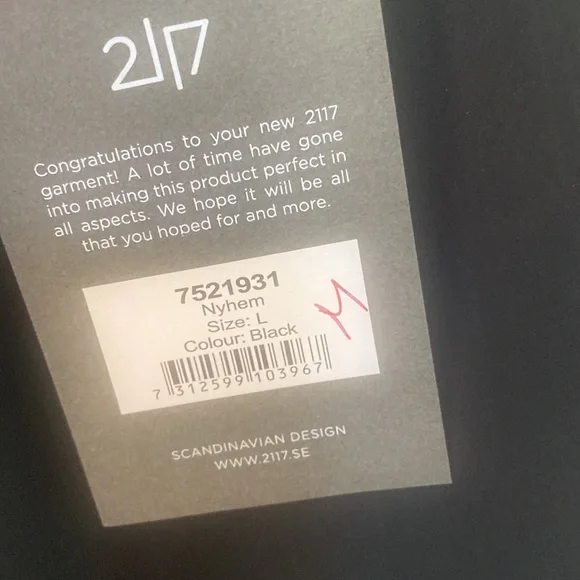 2117
Congratulations to your new 2117
garment! A lot of time have gone
into making this product perfect in
all aspects. We hope it will be all
that you hoped for and more.
7521931
Nyhem
Size: L
Colour: Black
M
7 312599 103967
SCANDINAVIAN DESIGN
WWW.2117.SE